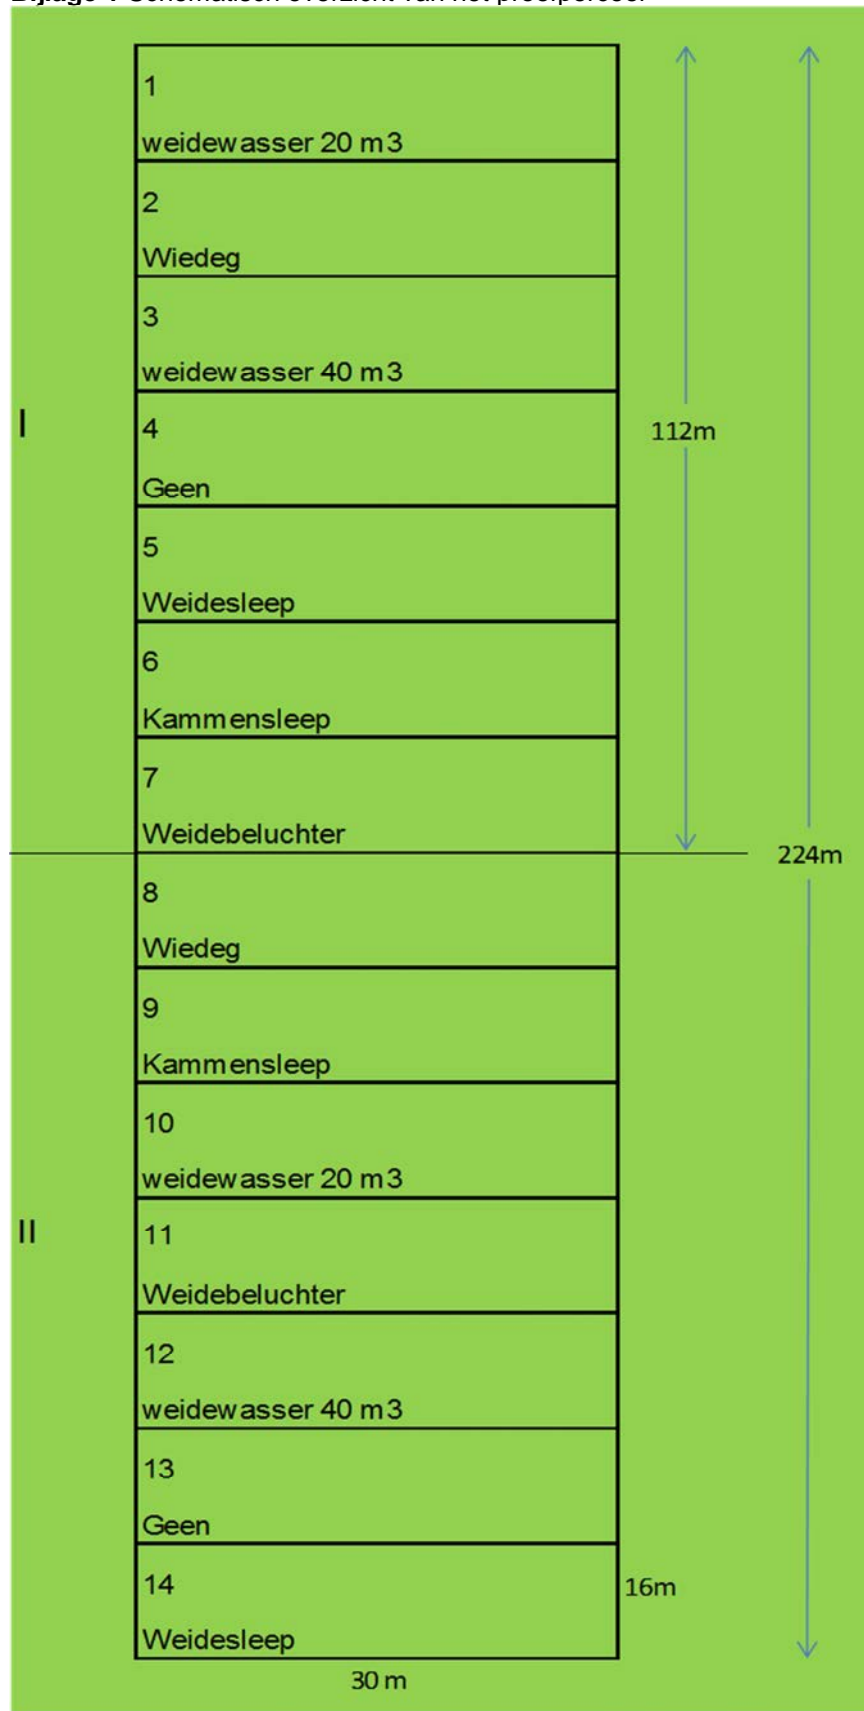 1
weidewasser 20 m3
2
Wiedeg
3
weidewasser 40 m3
I
4
112m
Geen
5
Weidesleep
6
Kammensleep
7
Weidebeluchter
224m
8
Wiedeg
9
Kammensleep
10
weidewasser 20 m3
II
11
Weidebeluchter
12
weidewasser 40 m3
13
Geen
14
16m
Weidesleep
30 m